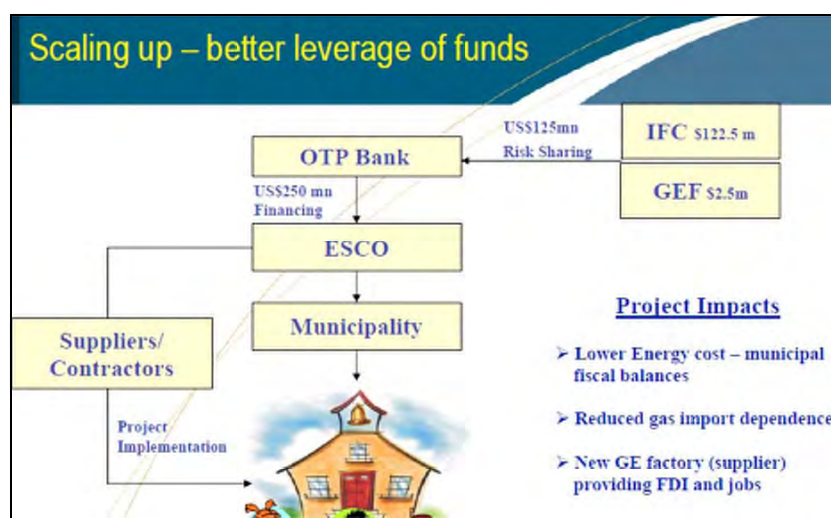 Scaling up – better leverage of funds
US$125mn
Risk Sharing
IFC $122.5 m
GEF $2.5m
OTP Bank
US$250 mn
Financing
ESCO
Municipality
Suppliers/
Contractors
Project
Implementation
Project Impacts
➢ Lower Energy cost – municipal
fiscal balances
➢ Reduced gas import dependence
➢ New GE factory (supplier)
providing FDI and jobs